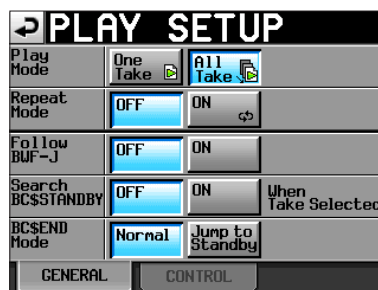 PLAY SETUP
Play Mode One Take All Take
Repeat Mode OFF ON
Follow BWF-J OFF ON
Search BC$STANDBY OFF ON When Take Selected
BC$END Mode Normal Jump to Standby
GENERAL CONTROL